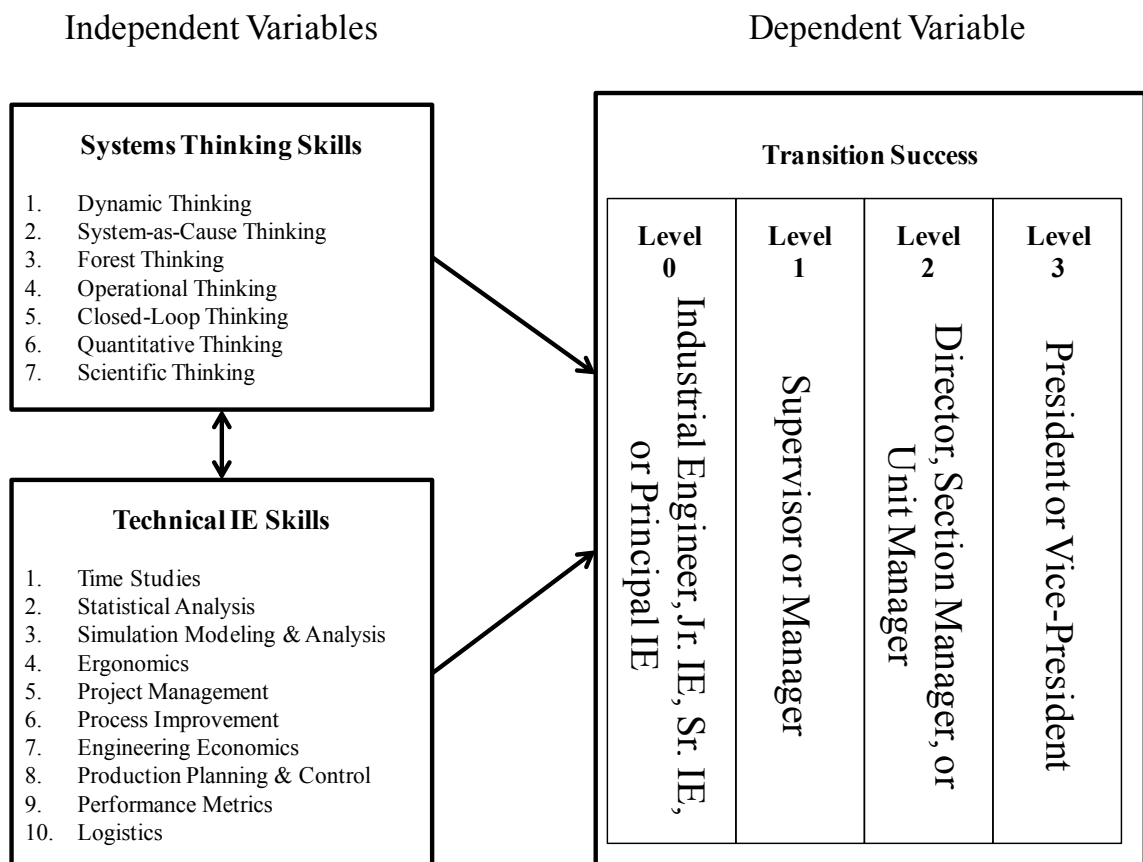 Independent Variables
Dependent Variable
Systems Thinking Skills
1. Dynamic Thinking
2. System-as-Cause Thinking
3. Forest Thinking
4. Operational Thinking
5. Closed-Loop Thinking
6. Quantitative Thinking
7. Scientific Thinking
Technical IE Skills
1. Time Studies
2. Statistical Analysis
3. Simulation Modeling & Analysis
4. Ergonomics
5. Project Management
6. Process Improvement
7. Engineering Economics
8. Production Planning & Control
9. Performance Metrics
10. Logistics
Transition Success
Level
0
Industrial Engineer, Jr. IE, Sr. IE,
or Principal IE
Level
1
Supervisor or Manager
Level
2
Director, Section Manager, or
Unit Manager
Level
3
President or Vice-President